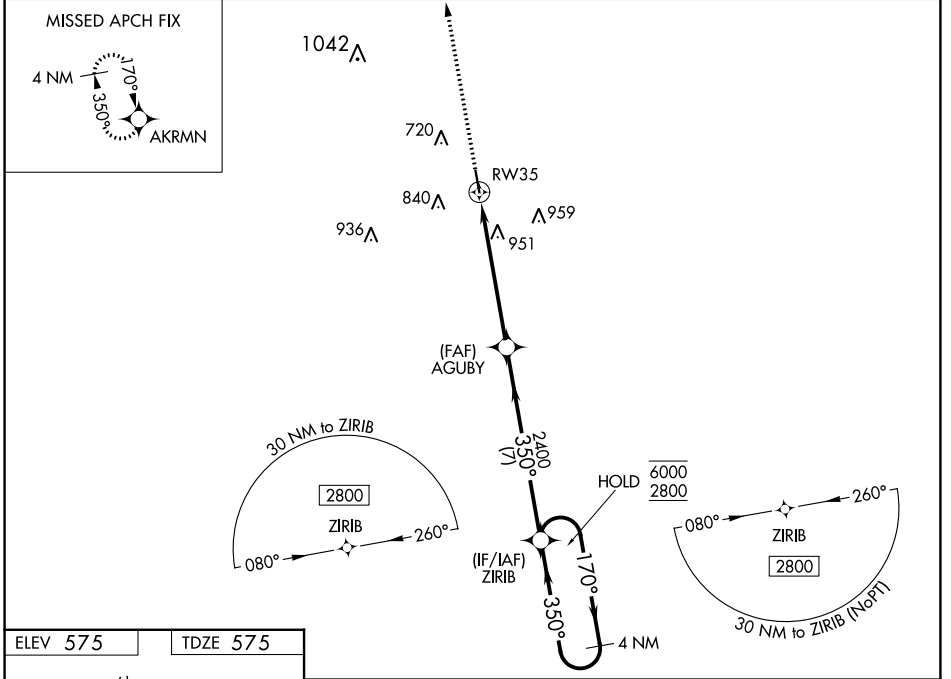 MISSED APCH FIX
4 NM
170°
350°
AKRMN
1042
720
RW35
840
959
936
951
(FAF)
AGUBY
2400
350°
(7)
30 NM to ZIRIB
2800
ZIRIB
080°
260°
HOLD
6000
2800
(IF/IAF)
ZIRIB
170°
350°
4 NM
080°
260°
ZIRIB
2800
30 NM to ZIRIB (NoPT)
ELEV 575
TDZE 575